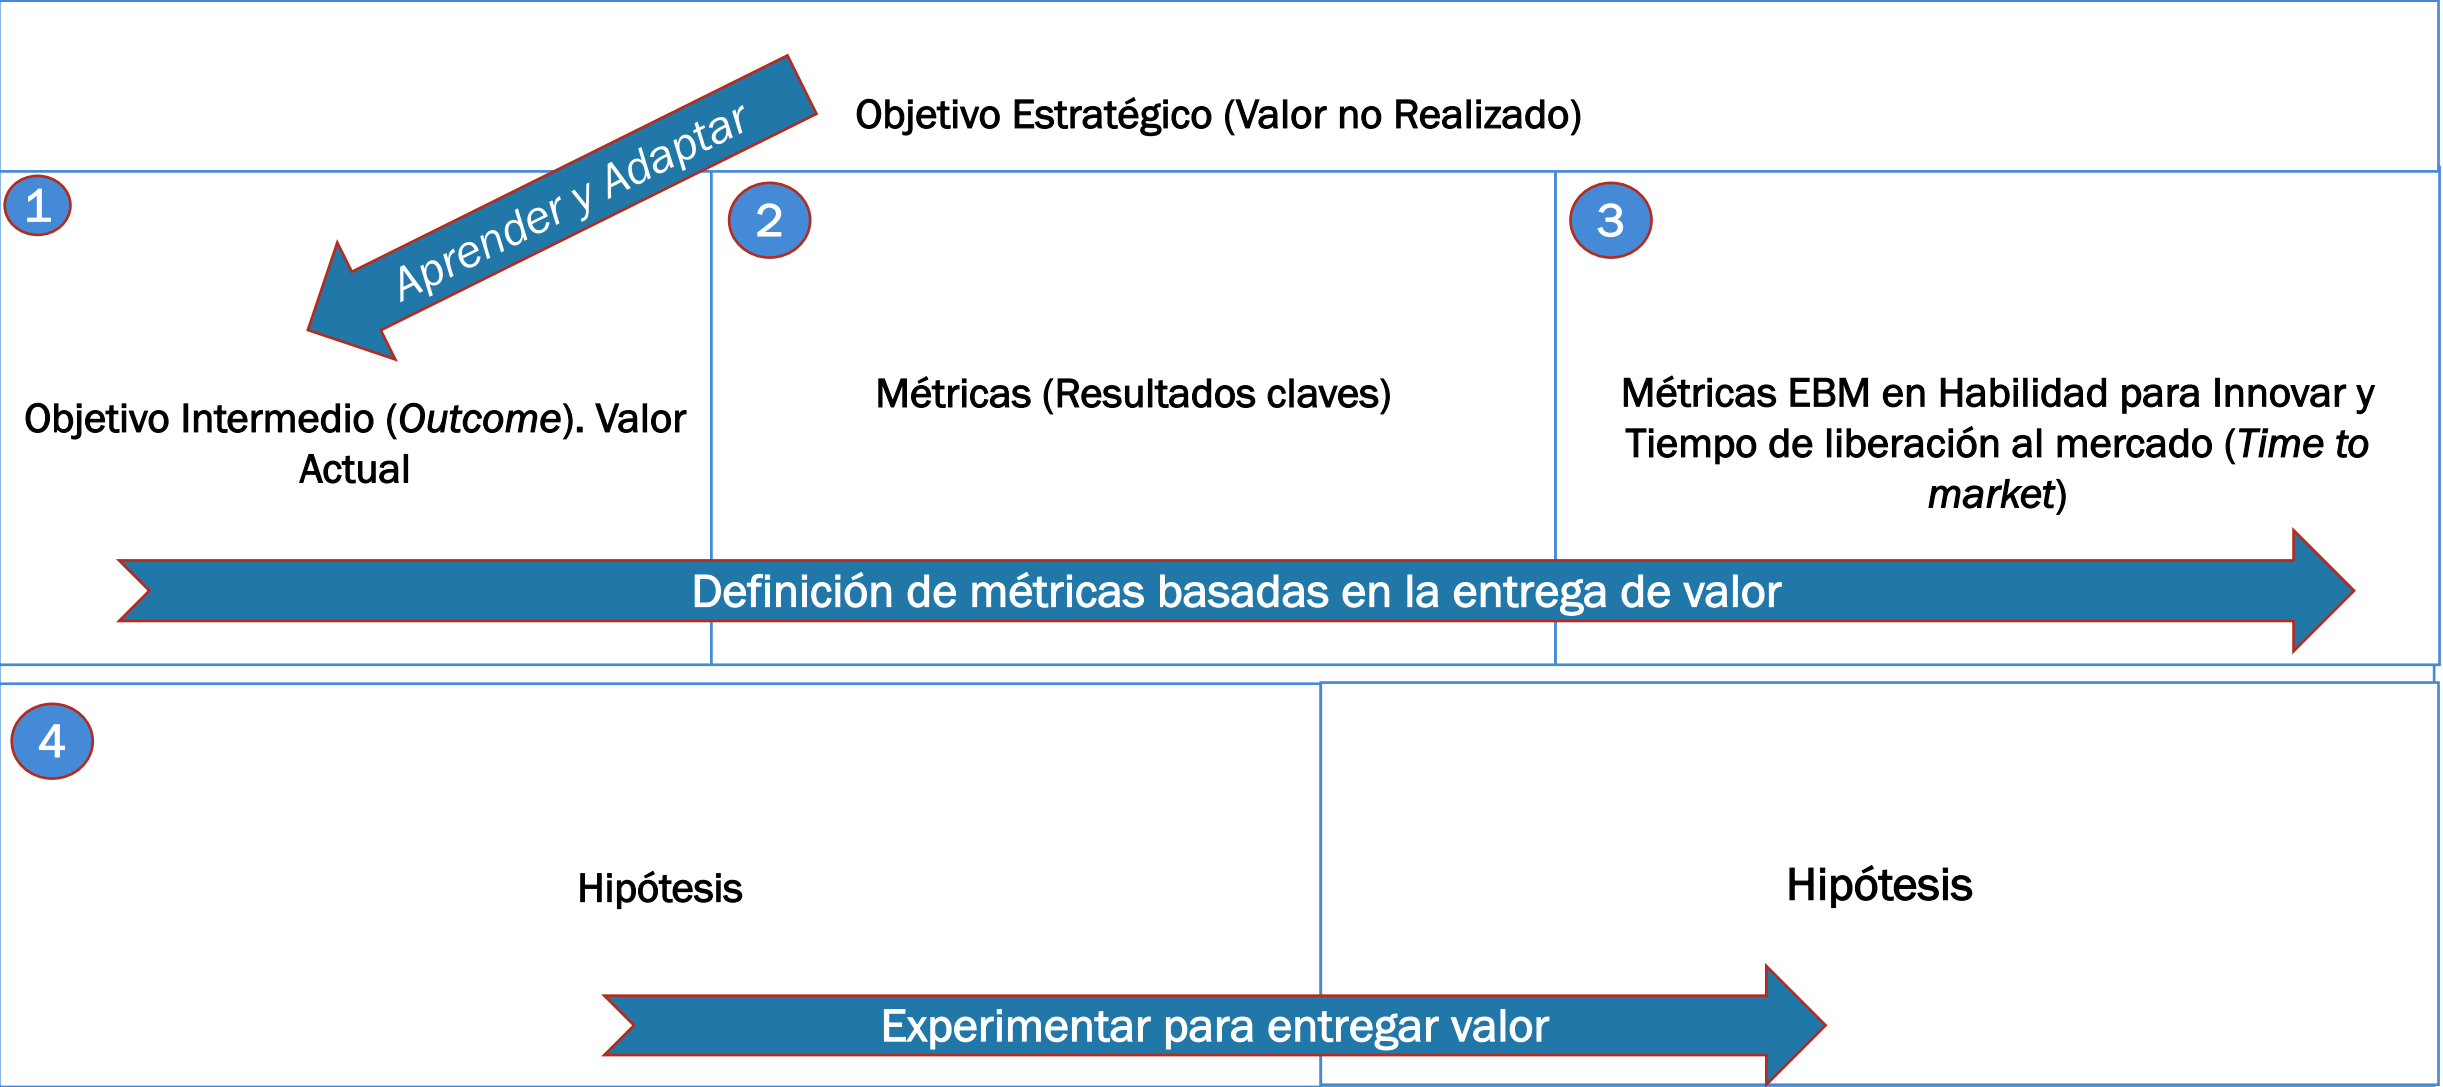 Objetivo Estratégico (Valor no Realizado)
Aprender y Adaptar
1
Objetivo Intermedio (Outcome). Valor
Actual
2
Métricas (Resultados claves)
3
Métricas EBM en Habilidad para Innovar y
Tiempo de liberación al mercado (Time to
market)
Definición de métricas basadas en la entrega de valor
4
Hipótesis
Hipótesis
Experimentar para entregar valor